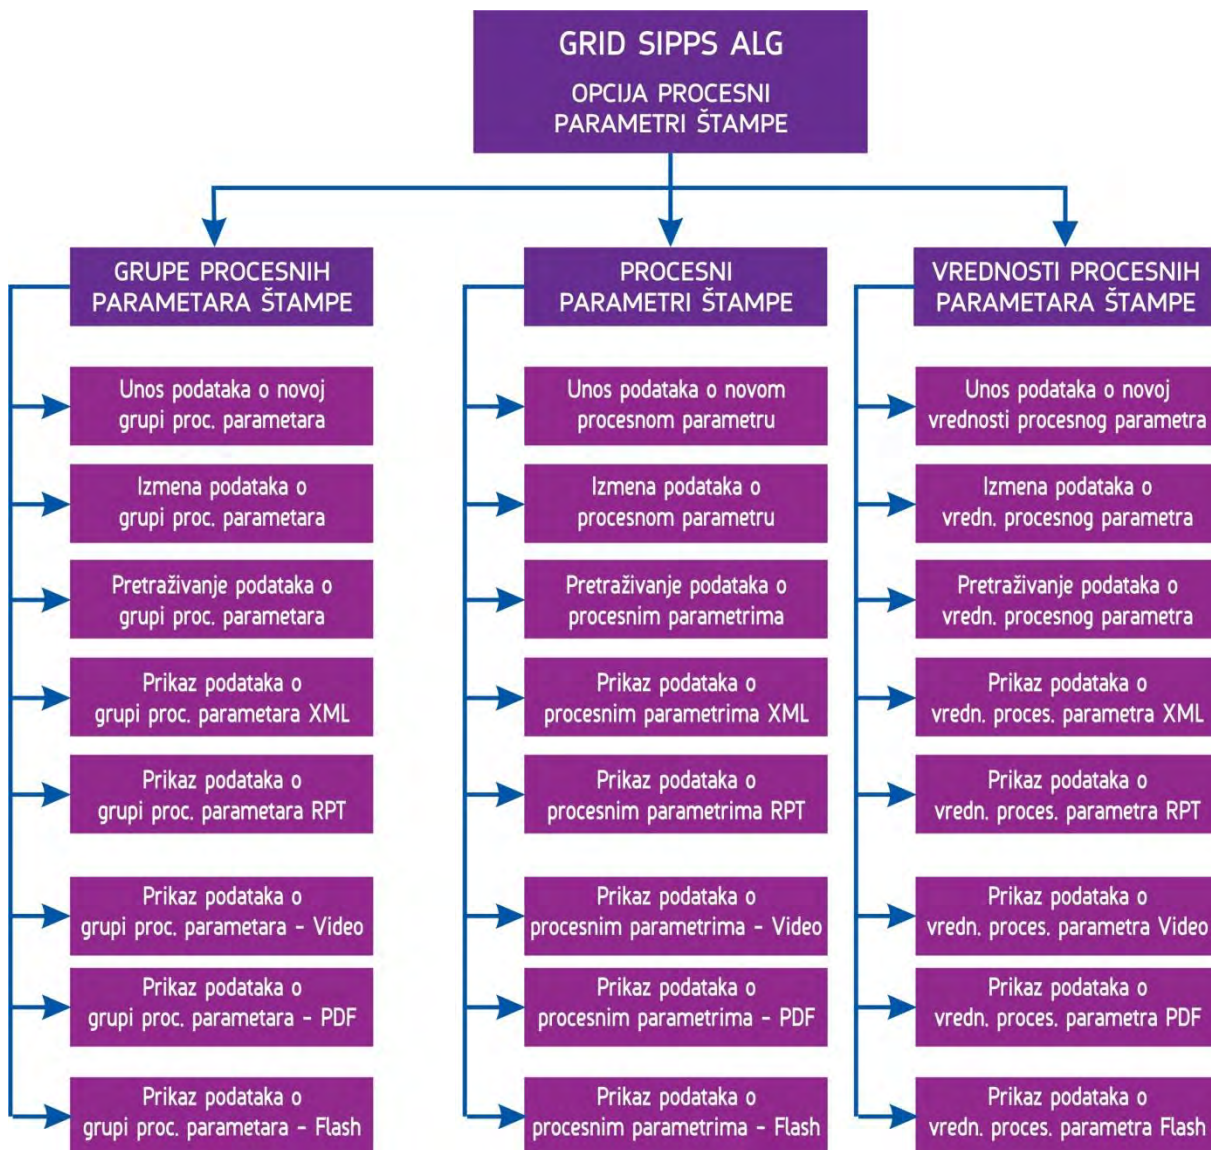 GRID SIPPS ALG
OPCIJA PROCESNI
PARAMETRI ŠTAMPE
GRUPE PROCESNIH
PARAMETARA ŠTAMPE
Unos podataka o novoj
grupi proc. parametara
Izmena podataka o
grupi proc. parametara
Pretraživanje podataka o
grupi proc. parametara
Prikaz podataka o
grupi proc. parametara XML
Prikaz podataka o
grupi proc. parametara RPT
Prikaz podataka o
grupi proc. parametara - Video
Prikaz podataka o
grupi proc. parametara - PDF
Prikaz podataka o
grupi proc. parametara - Flash
PROCESNI
PARAMETRI ŠTAMPE
Unos podataka o novom
procesnom parametru
Izmena podataka o
procesnom parametru
Pretraživanje podataka o
procesnim parametrima
Prikaz podataka o
procesnim parametrima XML
Prikaz podataka o
procesnim parametrima RPT
Prikaz podataka o
procesnim parametrima - Video
Prikaz podataka o
procesnim parametrima - PDF
Prikaz podataka o
procesnim parametrima - Flash
VREDNOSTI PROCESNIH
PARAMETARA ŠTAMPE
Unos podataka o novoj
vrednosti procesnog parametra
Izmena podataka o
vredn. procesnog parametra
Pretraživanje podataka o
vredn. procesnog parametra
Prikaz podataka o
vredn. proces. parametra XML
Prikaz podataka o
vredn. proces. parametra RPT
Prikaz podataka o
vredn. proces. parametra Video
Prikaz podataka o
vredn. proces. parametra PDF
Prikaz podataka o
vredn. proces. parametra Flash